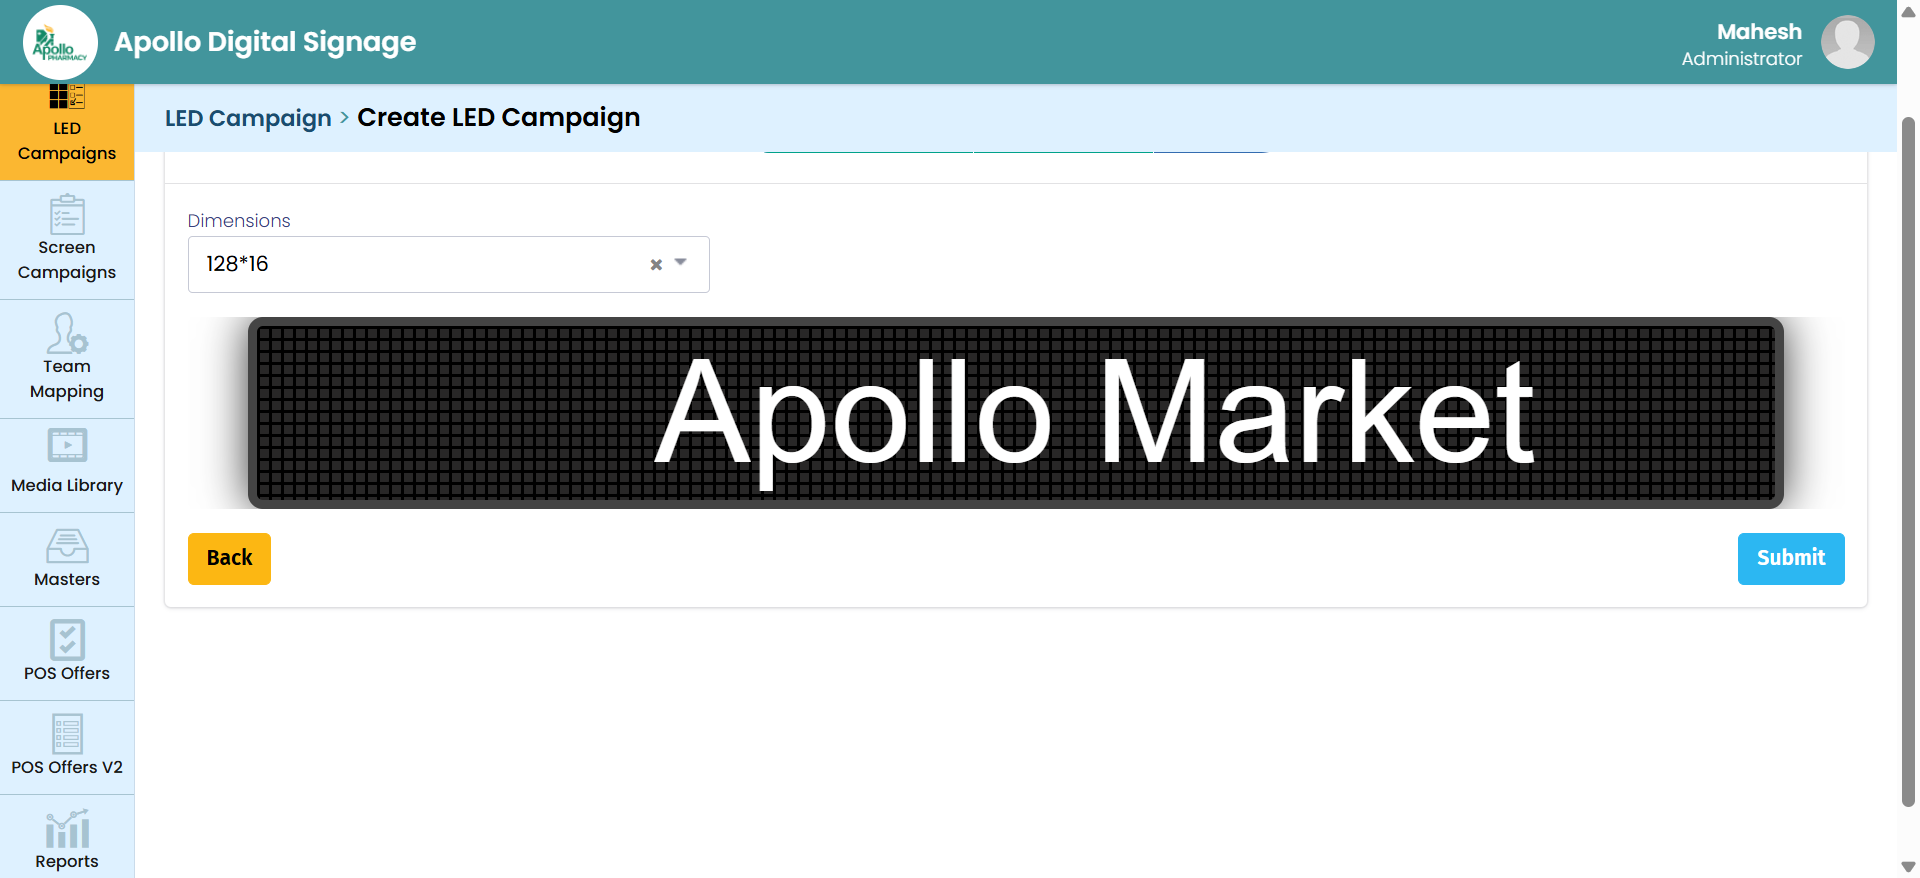 Apollo
PHARMACY
Apollo Digital Signage
Mahesh
Administrator
LED Campaign > Create LED Campaign
LED
Campaigns
Screen
Campaigns
Team
Mapping
Media Library
Masters
POS Offers
POS Offers V2
Reports
Dimensions
128*16
Apollo Market
Back
Submit